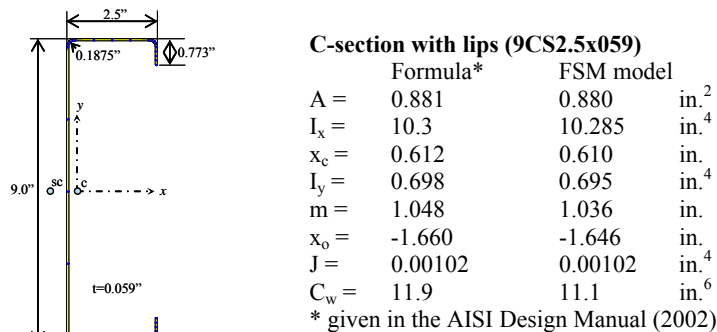 2.5"
0.1875"
0.773"
y
9.0"
sc
c
x
t=0.059"
C-section with lips (9CS2.5x059)
Formula* FSM model
A = 0.881 0.880 in.²
Iₓ = 10.3 10.285 in.⁴
x_c = 0.612 0.610 in.
I_y = 0.698 0.695 in.⁴
m = 1.048 1.036 in.
xₒ = -1.660 -1.646 in.
J = 0.00102 0.00102 in.⁴
C_w = 11.9 11.1 in.⁶
* given in the AISI Design Manual (2002)